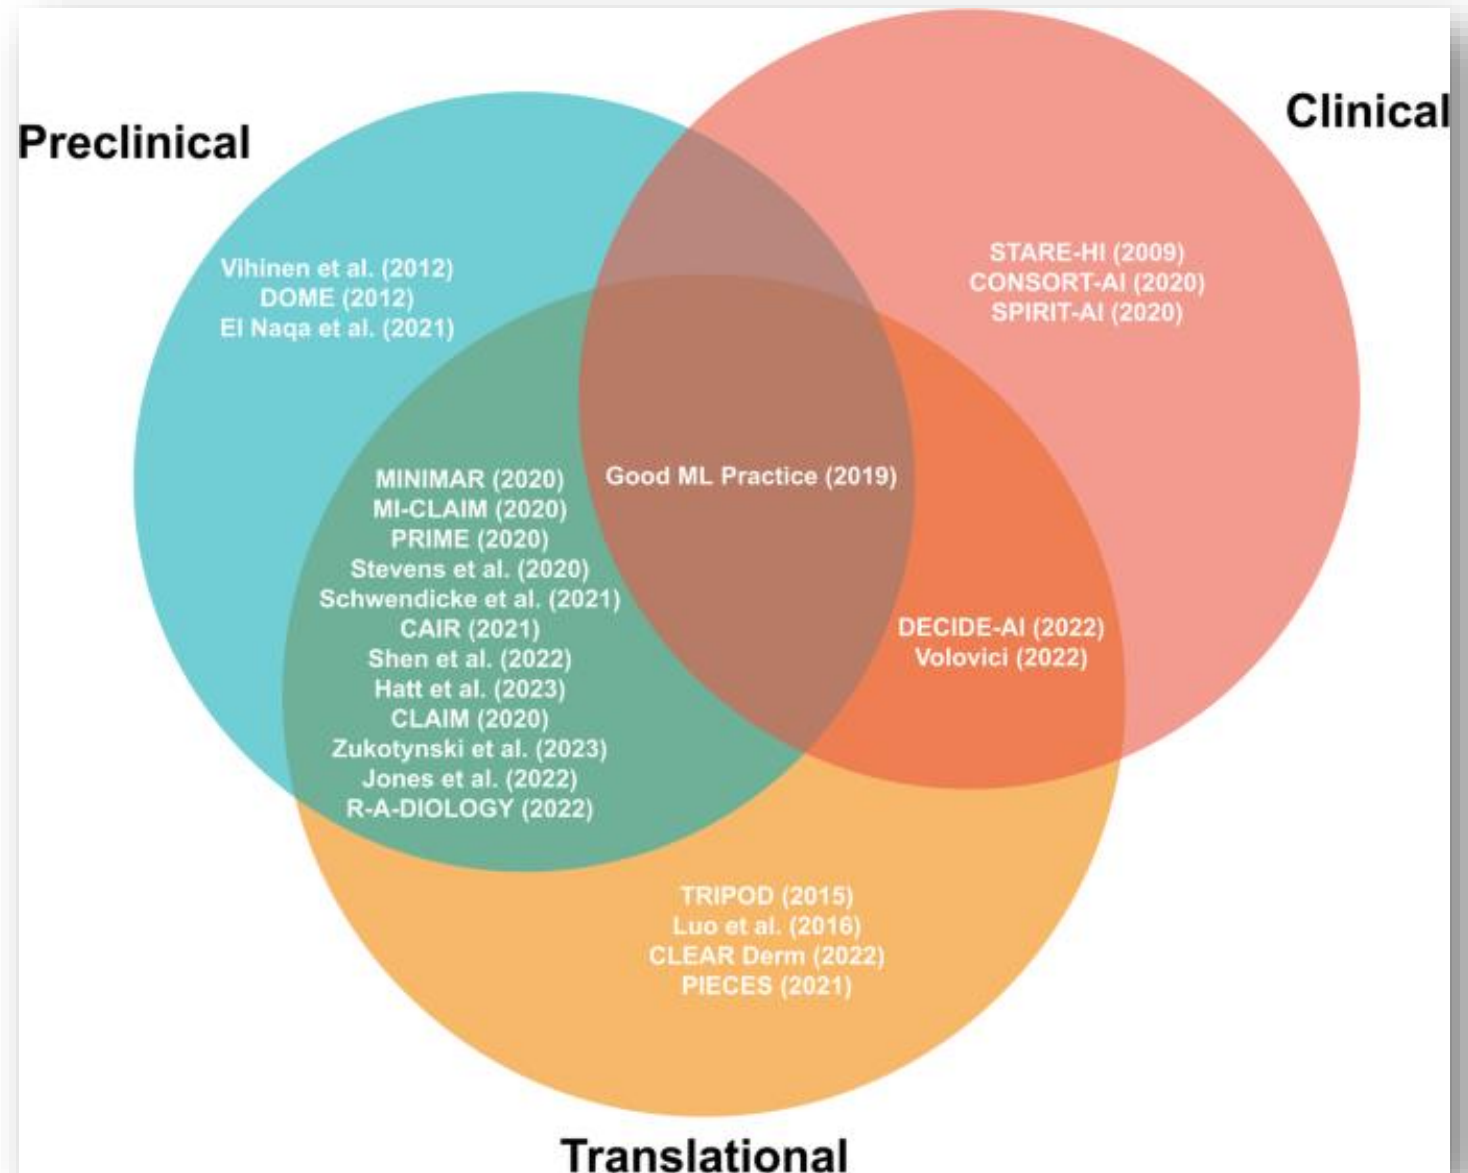 Preclinical
Clinical
Vihinen et al. (2012)
DOME (2012)
El Naqa et al. (2021)
STARE-HI (2009)
CONSORT-AI (2020)
SPIRIT-AI (2020)
MINIMAR (2020)
MI-CLAIM (2020)
PRIME (2020)
Stevens et al. (2020)
Schwendicke et al. (2021)
CAIR (2021)
Shen et al. (2022)
Hatt et al. (2023)
CLAIM (2020)
Zukotynski et al. (2023)
Jones et al. (2022)
R-A-DIOLOGY (2022)
Good ML Practice (2019)
DECIDE-AI (2022)
Volovici (2022)
TRIPOD (2015)
Luo et al. (2016)
CLEAR Derm (2022)
PIECES (2021)
Translational